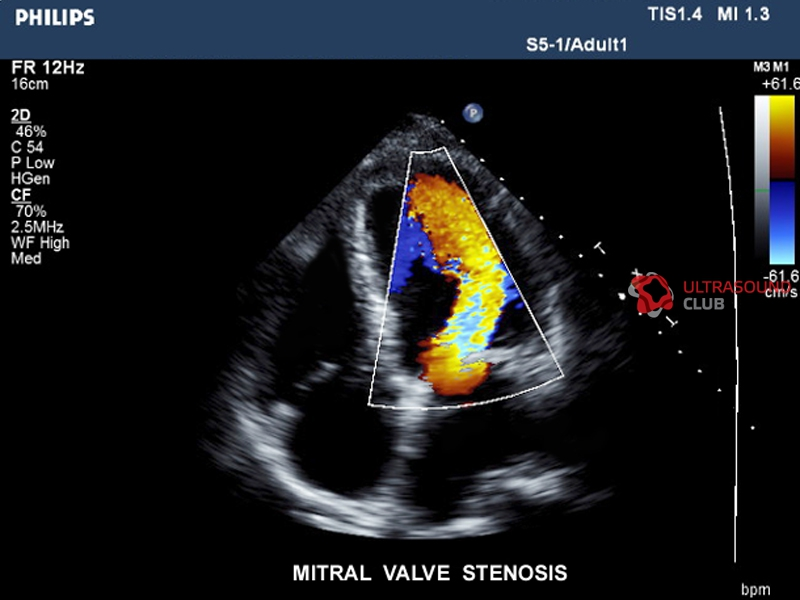 PHILIPS
TIS1.4 MI 1.3
S5-1/Adult1
FR 12Hz
16cm
2D
46%
C 54
P Low
HGen
CF
70%
2.5MHz
WF High
Med
M3 M1
+61.6
P
-61.6
cm/s
ULTRASOUND
CLUB
MITRAL VALVE STENOSIS
bpm